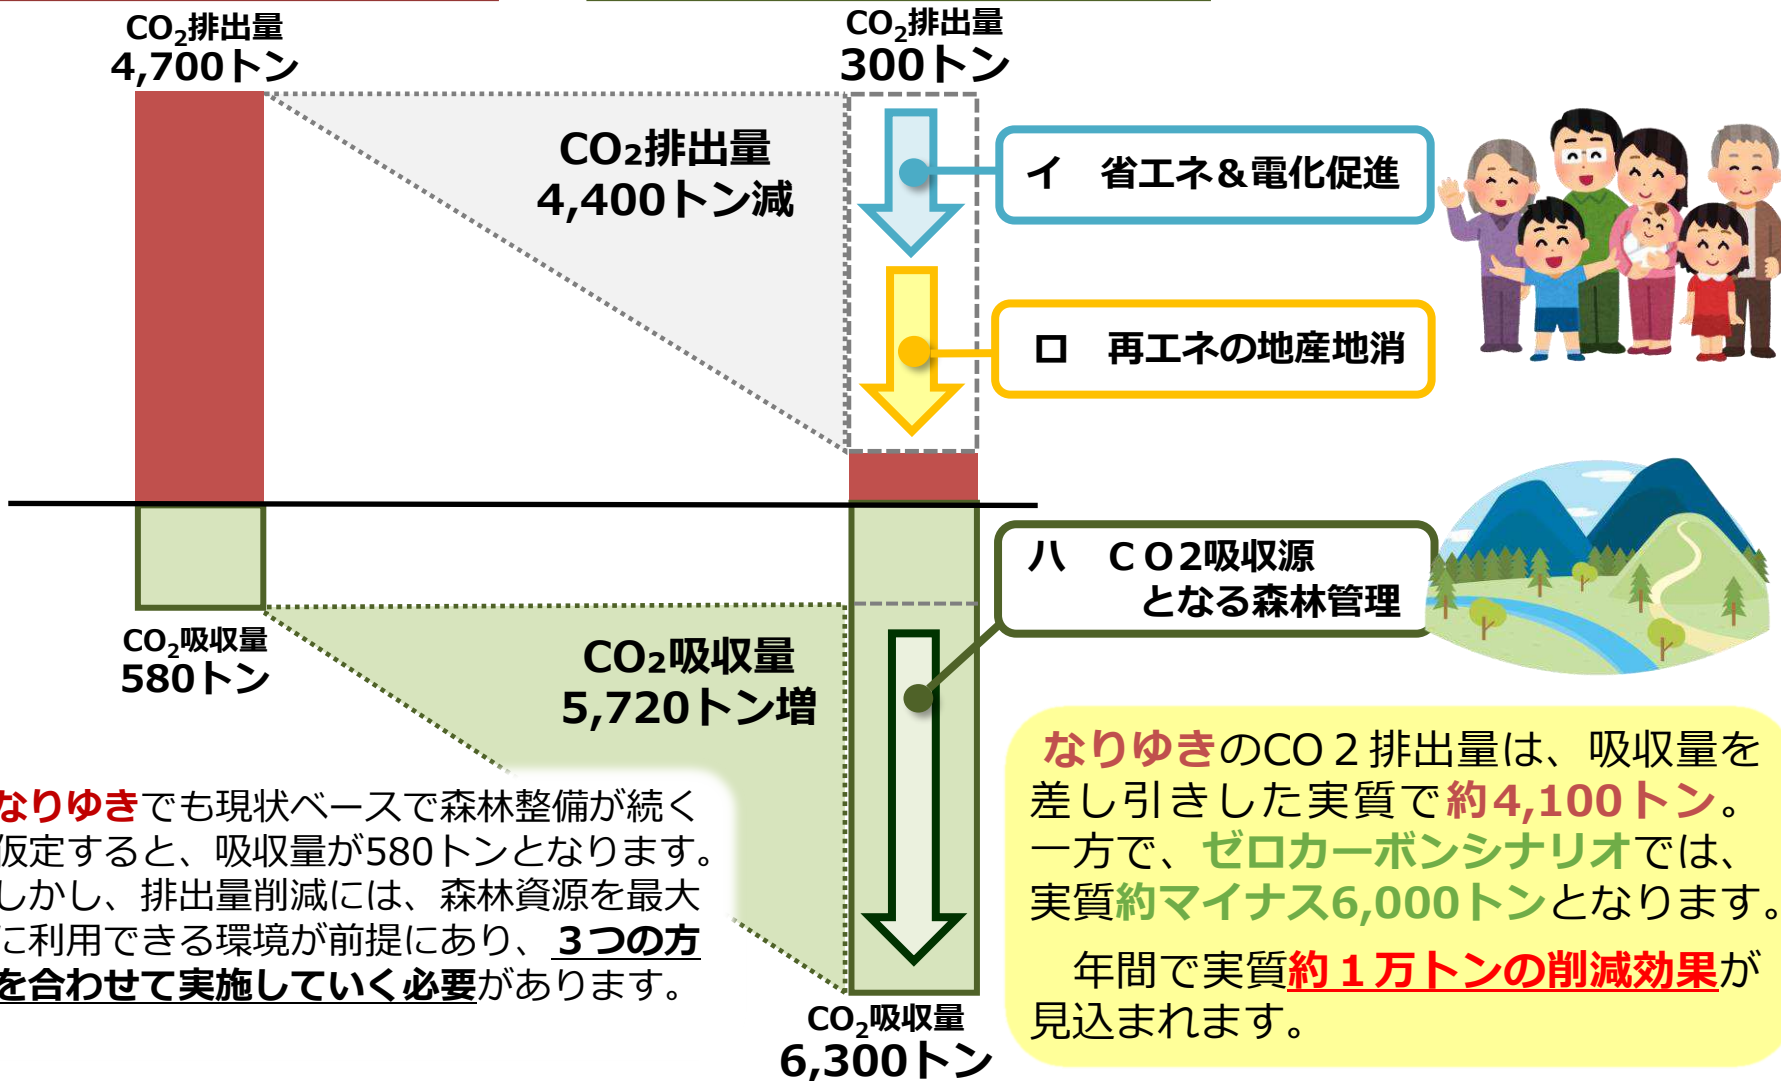 CO₂排出量
4,700トン
CO₂排出量
300トン
CO₂排出量
4,400トン減
イ　省エネ＆電化促進
ロ　再エネの地産地消
ハ　ＣＯ2吸収源
となる森林管理
CO₂吸収量
580トン
CO₂吸収量
5,720トン増
なりゆきでも現状ベースで森林整備が続く
仮定すると、吸収量が580トンとなります。
しかし、排出量削減には、森林資源を最大
に利用できる環境が前提にあり、３つの方
を合わせて実施していく必要があります。
なりゆきのCO２排出量は、吸収量を
差し引きした実質で約4,100トン。
一方で、ゼロカーボンシナリオでは、
実質約マイナス6,000トンとなります。
年間で実質約１万トンの削減効果が
見込まれます。
CO₂吸収量
6,300トン